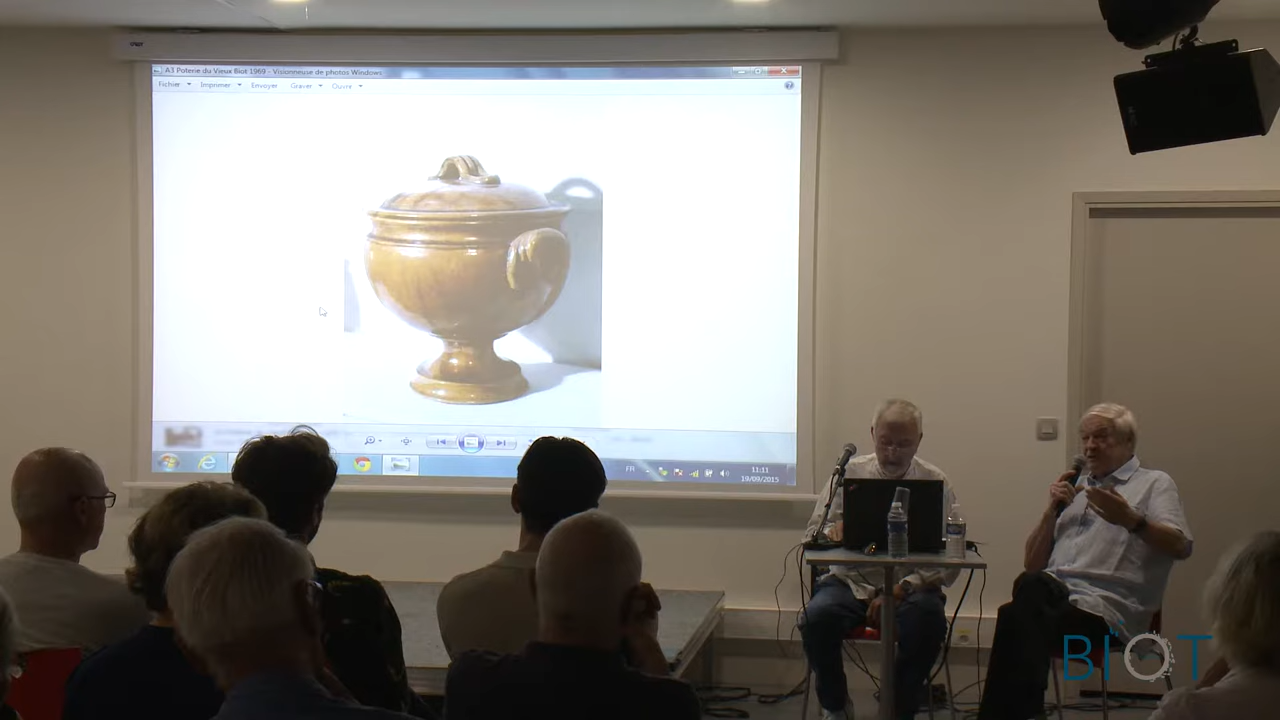 A3 Poterie du Vieux Biot 1969 - Visionneuse de photos Windows
Fichier Imprimer Envoyer Graver Ouvrir
FR
11:11
19/09/2015
BIOT